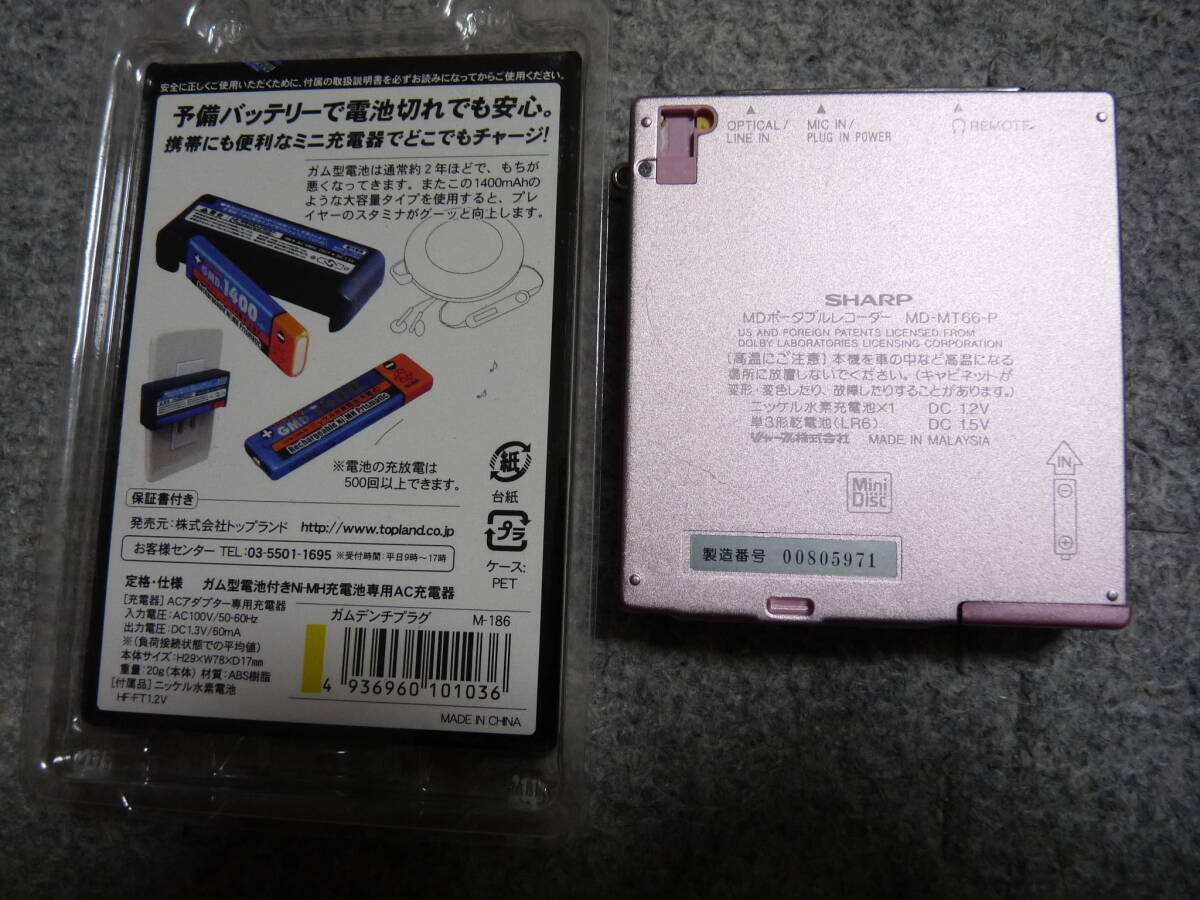 安全に正しくご使用いただくために、付属の取扱説明書を必ずお読みになってからご使用ください。
予備バッテリーで電池切れでも安心。
携帯にも便利なミニ充電器でどこでもチャージ!
ガム型電池は通常約2年ほどで、もちが
悪くなってきます。またこの1400mAhの
ような大容量タイプを使用すると、プレ
イヤーのスタミナがグーッと向上します。
GMD.1400
Rechargeable Ni-MH Prismatic
※電池の充放電は
500回以上できます。
紙
台紙
プラ
ケース:
PET
保証書付き
発売元:株式会社トップランド http://www.topland.co.jp
お客様センター TEL:03-5501-1695 ※受付時間:平日9時〜17時
定格・仕様 ガム型電池付きNi-MH充電池専用AC充電器
[充電器] ACアダプター専用充電器
入力電圧:AC100V/50-60Hz
出力電圧:DC1.3V/60mA
※(負荷接続状態での平均値)
本体サイズ:H29×W78×D17mm
重量:20g(本体) 材質:ABS樹脂
[付属品]ニッケル水素電池
HF-FT1.2V
ガムデンチプラグ M-186
4 936960 101036
MADE IN CHINA
OPTICAL/
LINE IN
MIC IN/
PLUG IN POWER
REMOTE
SHARP
MDポータブルレコーダー MD-MT66-P
US AND FOREIGN PATENTS LICENSED FROM
DOLBY LABORATORIES LICENSING CORPORATION
[高温にご注意]本機を車の中など高温になる
場所に放置しないでください。(キャビネットが
変形・変色したり、故障したりすることがあります。)
ニッケル水素充電池×1 DC 1.2V
単3形乾電池(LR6) DC 1.5V
シャープ株式会社 MADE IN MALAYSIA
IN
Mini
Disc
製造番号 00805971